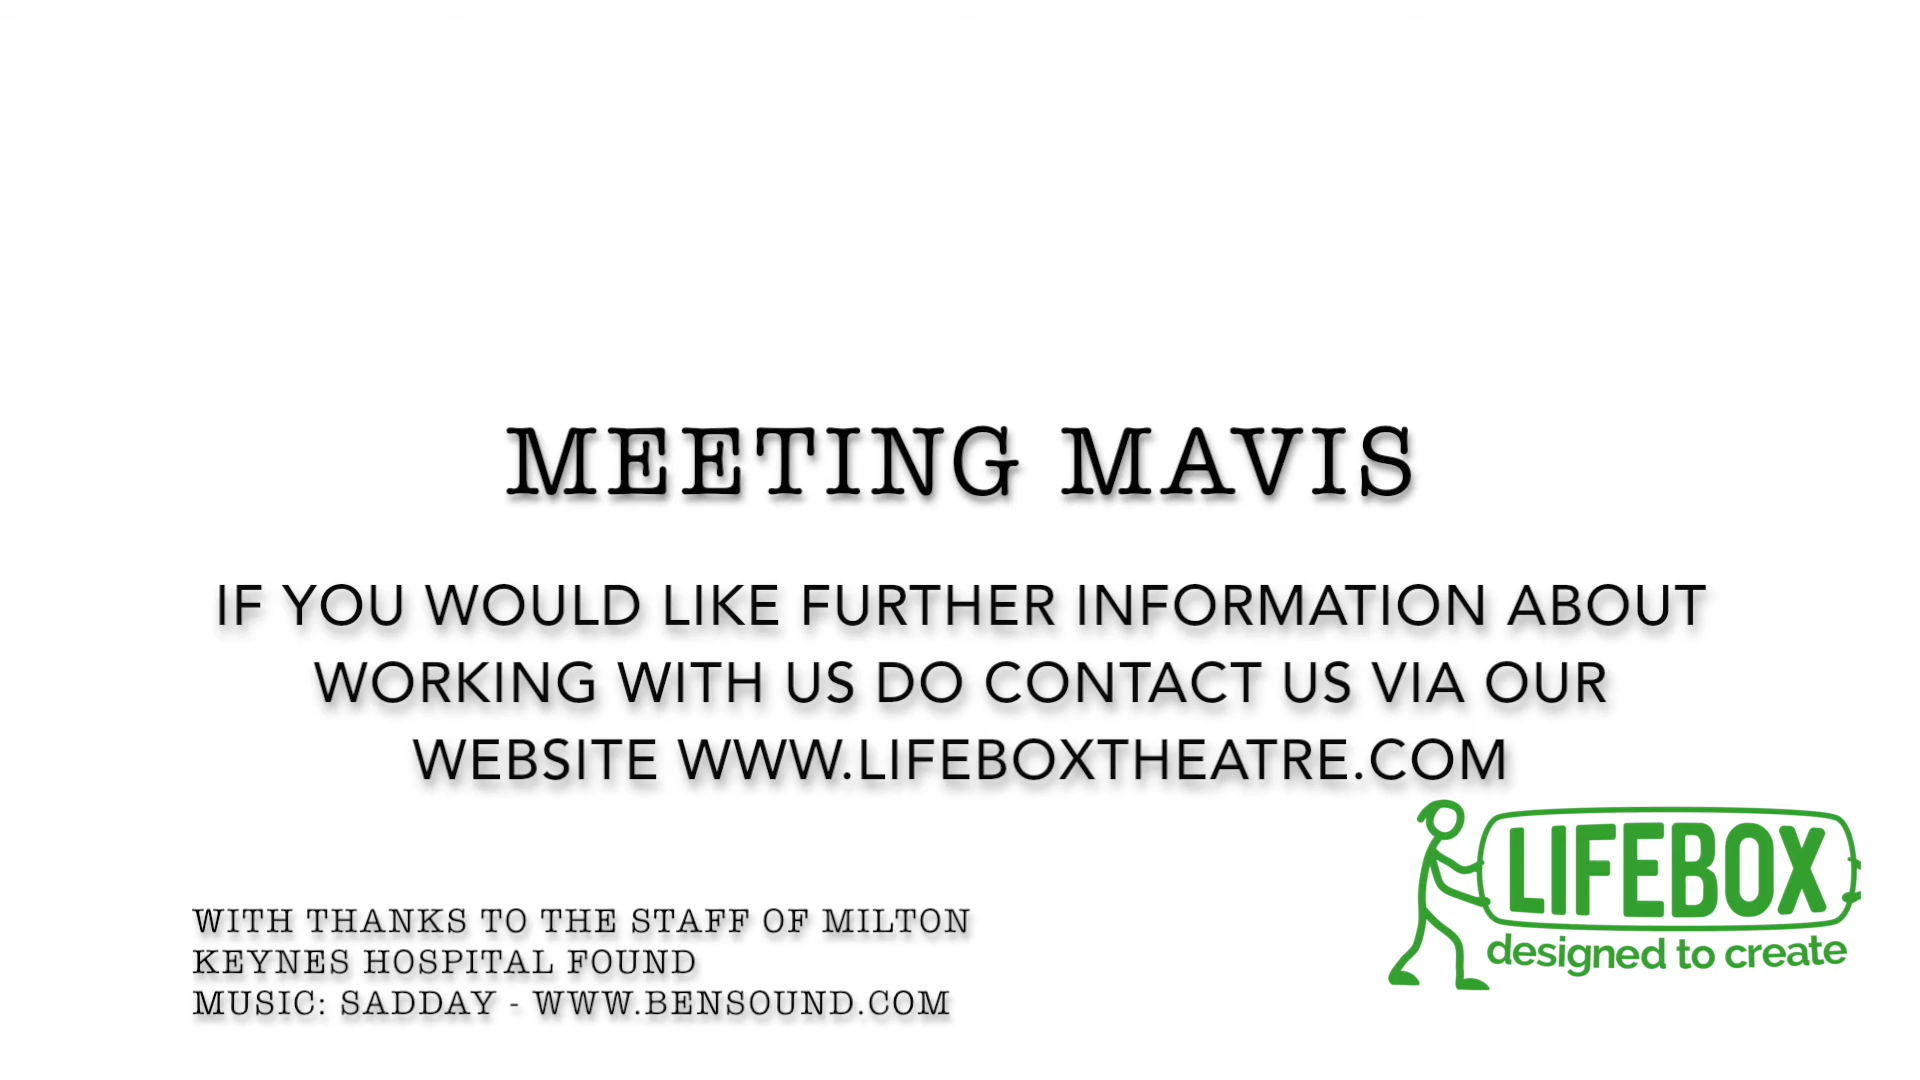 MEETING MAVIS
IF YOU WOULD LIKE FURTHER INFORMATION ABOUT
WORKING WITH US DO CONTACT US VIA OUR
WEBSITE WWW.LIFEBOXTHEATRE.COM
LIFEBOX
designed to create
WITH THANKS TO THE STAFF OF MILTON
KEYNES HOSPITAL FOUND
MUSIC: SADDAY - WWW.BENSOUND.COM